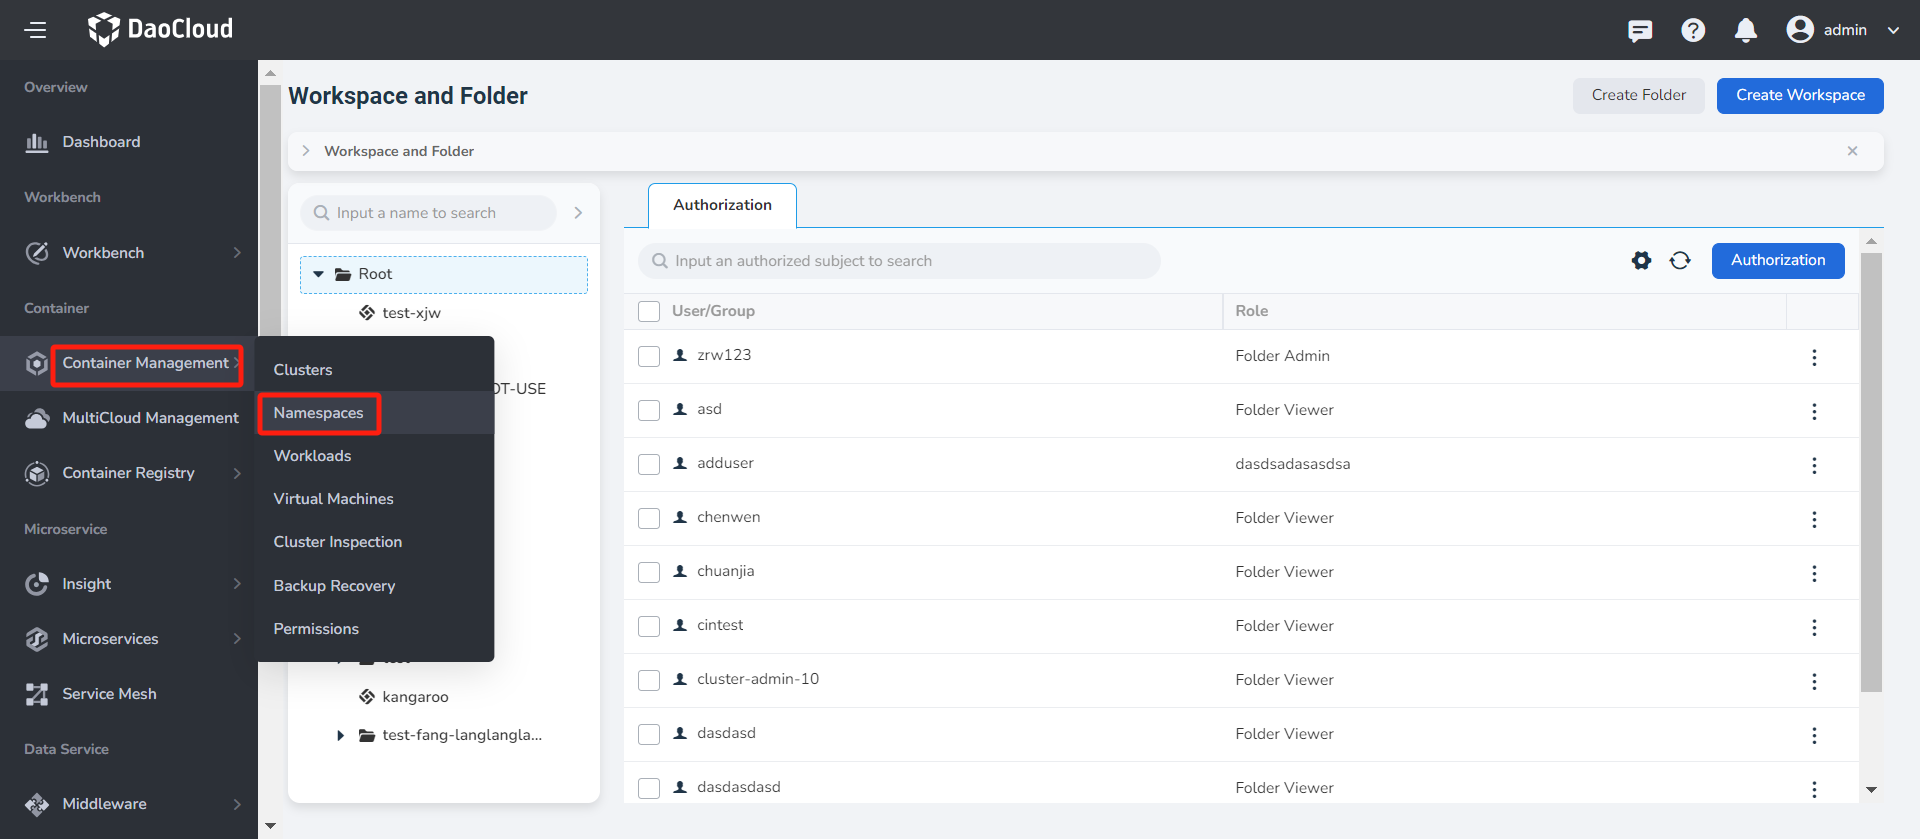 DaoCloud
admin
Overview
Dashboard
Workbench
Workbench
Container
Container Management
MultiCloud Management
Container Registry
Microservice
Insight
Microservices
Service Mesh
Data Service
Middleware
Clusters
Namespaces
Workloads
Virtual Machines
Cluster Inspection
Backup Recovery
Permissions
Workspace and Folder
Create Folder
Create Workspace
Workspace and Folder
Input a name to search
Root
test-xjw
OT-USE
kangaroo
test-fang-langlangla...
Authorization
Input an authorized subject to search
Authorization
User/Group Role
zrw123 Folder Admin
asd Folder Viewer
adduser dasdsadasasdsa
chenwen Folder Viewer
chuanjia Folder Viewer
cintest Folder Viewer
cluster-admin-10 Folder Viewer
dasdasd Folder Viewer
dasdasdasd Folder Viewer